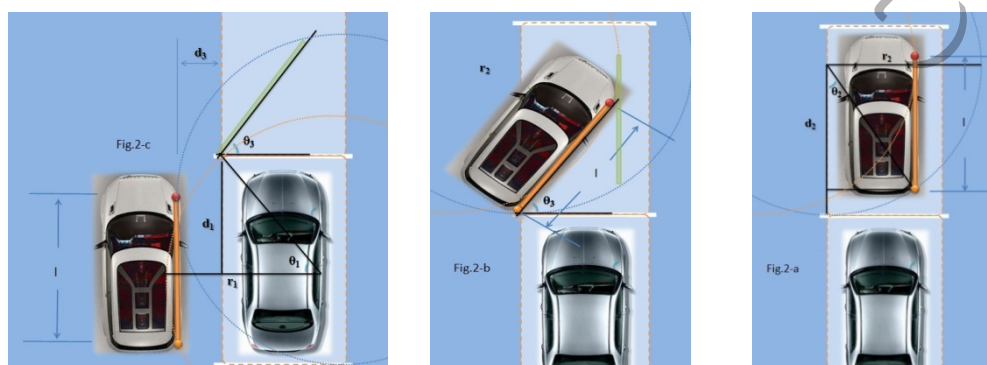 d₃
θ₃
Fig.2-c
l
d₁
θ₁
r₁
r₂
l
θ₃
Fig.2-b
r₂
θ₂
d₂
l
Fig.2-a